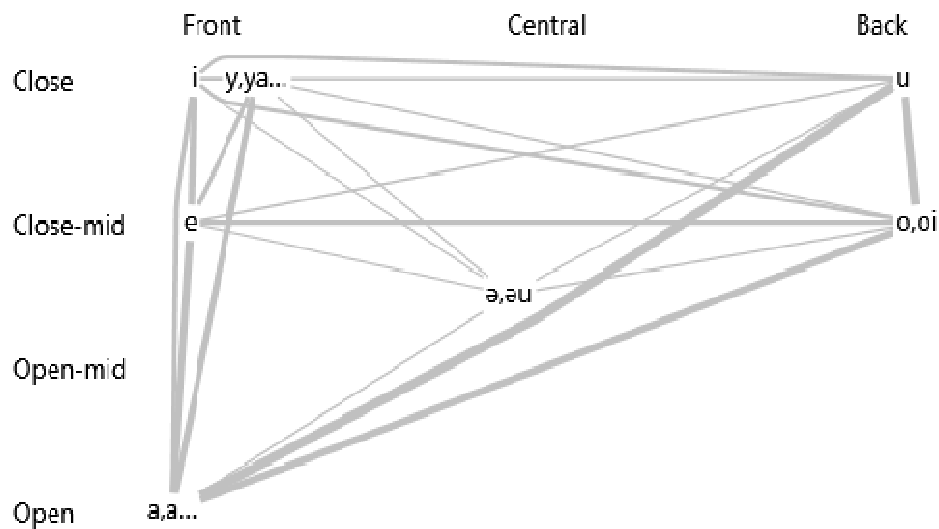 Front Central Back
Close i y,ya... u
Close-mid e o,oi
ə,əu
Open-mid
a,a...
Open